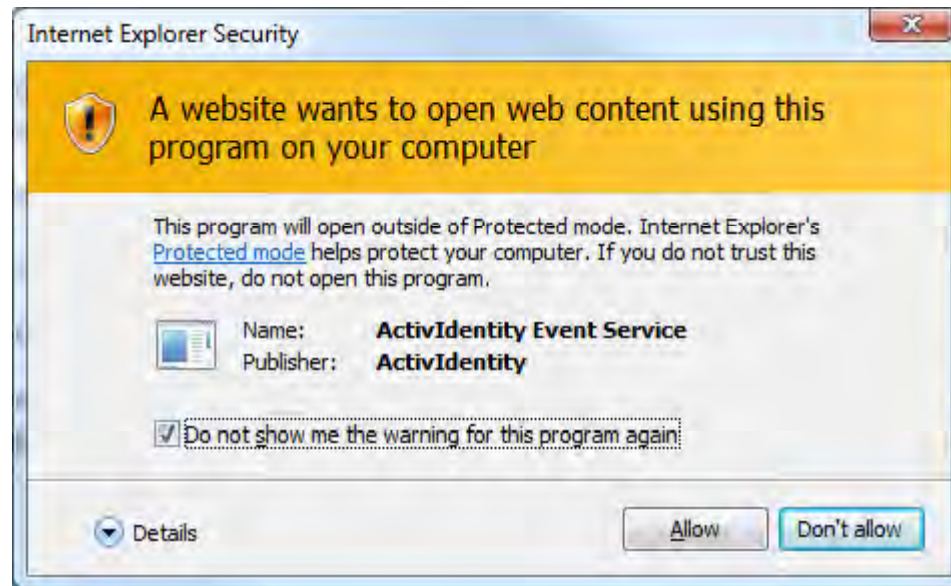 Internet Explorer Security
A website wants to open web content using this
program on your computer
This program will open outside of Protected mode. Internet Explorer's
Protected mode helps protect your computer. If you do not trust this
website, do not open this program.
Name: ActivIdentity Event Service
Publisher: ActivIdentity
Do not show me the warning for this program again
Details Allow Don't allow